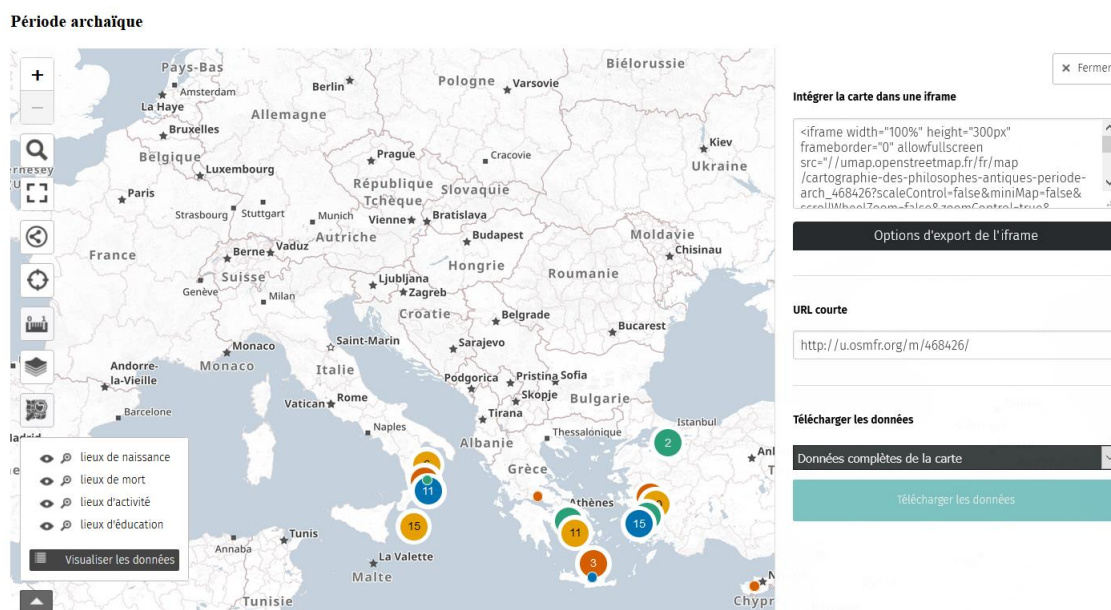 Période archaïque
Pays-Bas
Biélorussie
Amsterdam
Berlin
Pologne
Varsovie
La Haye
Allemagne
Bruxelles
Kiev
Belgique
Prague
Cracovie
Ukraine
Luxembourg
République
Tchèque
Slovaquie
Paris
Strasbourg
Stuttgart
Munich
Vienne
Bratislava
France
Berne
Vaduz
Autriche
Budapest
Moldavie
Chisinau
Suisse
Hongrie
Roumanie
Genève
Ljubljana
Milan
Zagreb
Croatie
Belgrade
Bucarest
Monaco
Monaco
Saint-Marin
Sarajevo
Andorre-
la-Vieille
Italie
Podgorica
Pristina
Sofia
Skopje
Bulgarie
Barcelone
Vatican
Rome
Tirana
Naples
Thessalonique
Istanbul
Albanie
2
Grèce
11
15
Athènes
11
15
3
Tunis
Annaba
La Valette
Malte
Tunisie
+
−
lieux de naissance
lieux de mort
lieux d'activité
lieux d'éducation
Visualiser les données
× Fermer
Intégrer la carte dans une iframe
<iframe width="100%" height="300px"
frameborder="0" allowfullscreen
src="//umap.openstreetmap.fr/fr/map
/cartographie-des-philosophes-antiques-periode-
arch_468426?scaleControl=false&miniMap=false&
scrollWheelZoom=false&zoomControl=true&
Options d'export de l'iframe
URL courte
http://u.osmfr.org/m/468426/
Télécharger les données
Données complètes de la carte
Télécharger les données